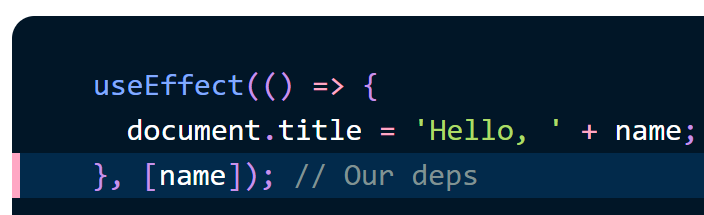 useEffect(() => {
  document.title = 'Hello, ' + name;
}, [name]); // Our deps